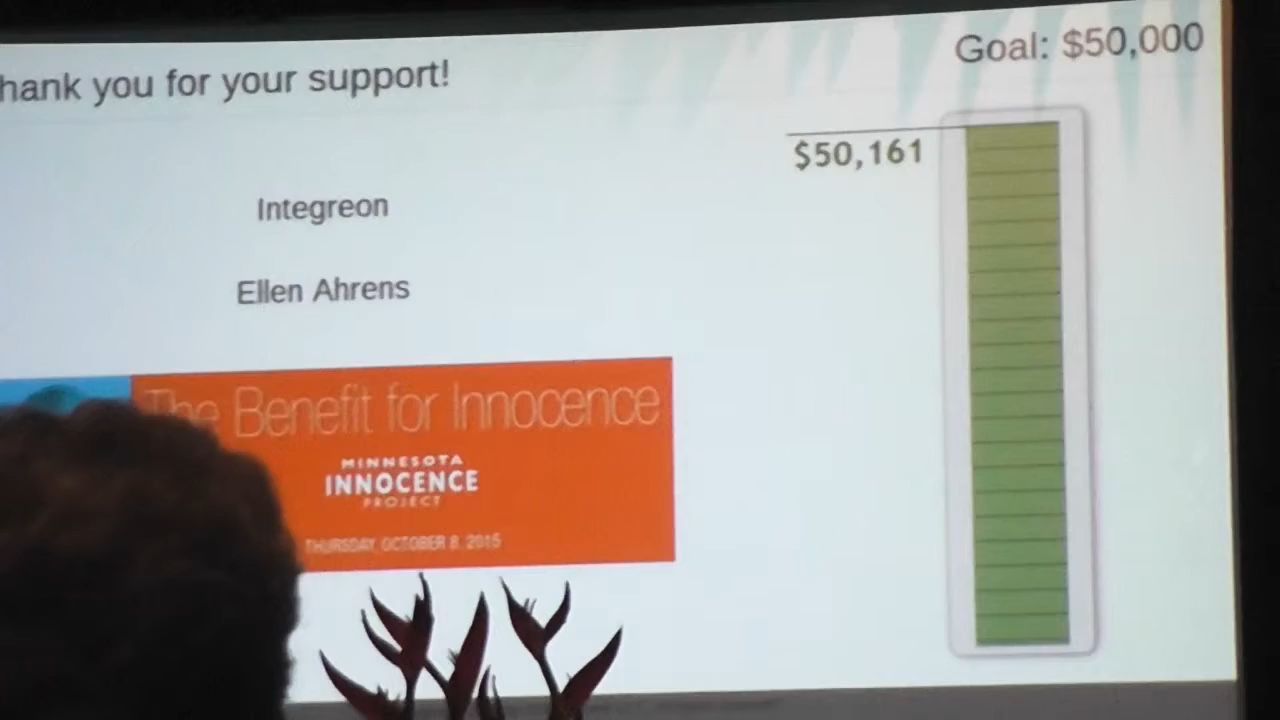 hank you for your support!
Goal: $50,000
$50,161
Integreon
Ellen Ahrens
The Benefit for Innocence
MINNESOTA
INNOCENCE
PROJECT
THURSDAY, OCTOBER 8, 2015